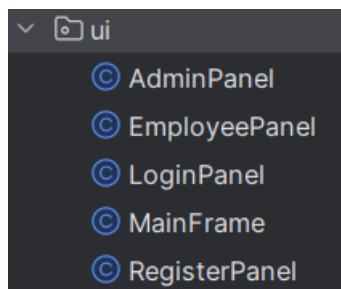 ui
© AdminPanel
© EmployeePanel
© LoginPanel
© MainFrame
© RegisterPanel